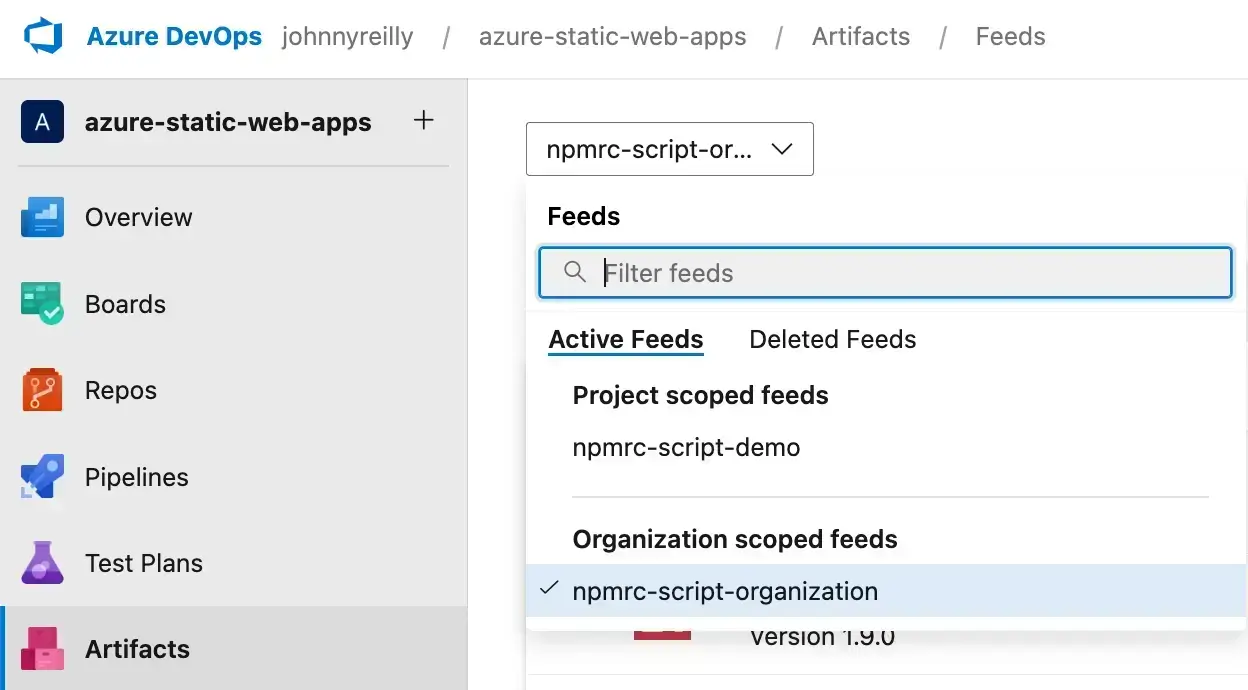 Azure DevOps johnnyreilly / azure-static-web-apps / Artifacts / Feeds
A azure-static-web-apps +
npmrc-script-or...
Overview
Feeds
Filter feeds
Boards
Active Feeds Deleted Feeds
Repos
Project scoped feeds
npmrc-script-demo
Pipelines
Organization scoped feeds
Test Plans
npmrc-script-organization
Artifacts
Version 1.9.0